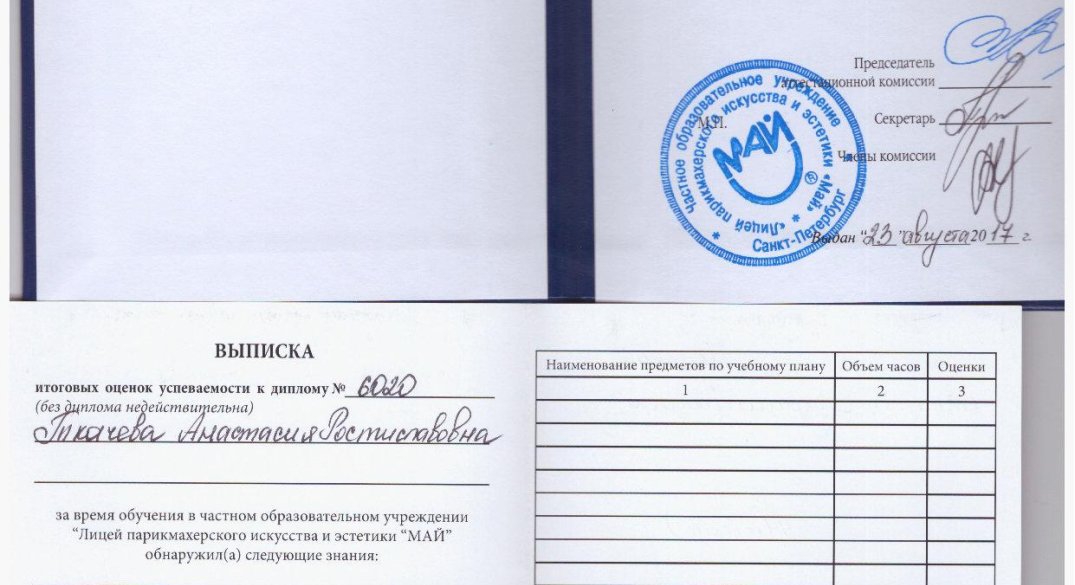 Председатель
аттестационной комиссии
М.П.
Секретарь
Члены комиссии
Частное образовательное учреждение
«Лицей парикмахерского искусства и эстетики «Май»
Санкт-Петербург
МАЙ
®
Выдан "23" августа 2017 г.
ВЫПИСКА
итоговых оценок успеваемости к диплому № 6020
(без диплома недействительна)
Ткачева Анастасия Ростиславовна
за время обучения в частном образовательном учреждении
“Лицей парикмахерского искусства и эстетики “МАЙ”
обнаружил(а) следующие знания:
Наименование предметов по учебному плану Объем часов Оценки
1 2 3